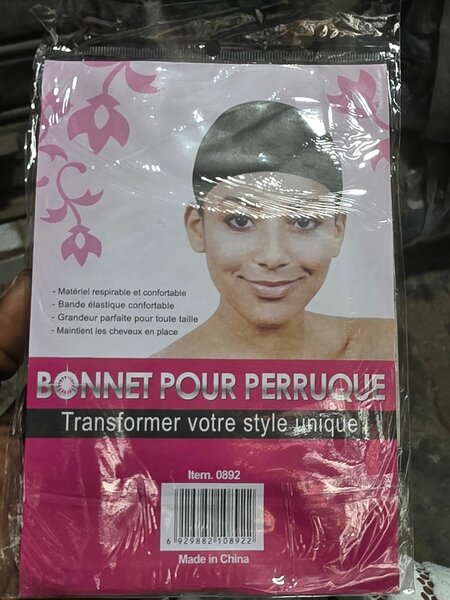 - Matériel respirable et confortable
- Bande élastique confortable
- Grandeur parfaite pour toute taille
- Maintient les cheveux en place
BONNET POUR PERRUQUE
Transformer votre style unique!
Item. 0892
6 929882 108922
Made in China